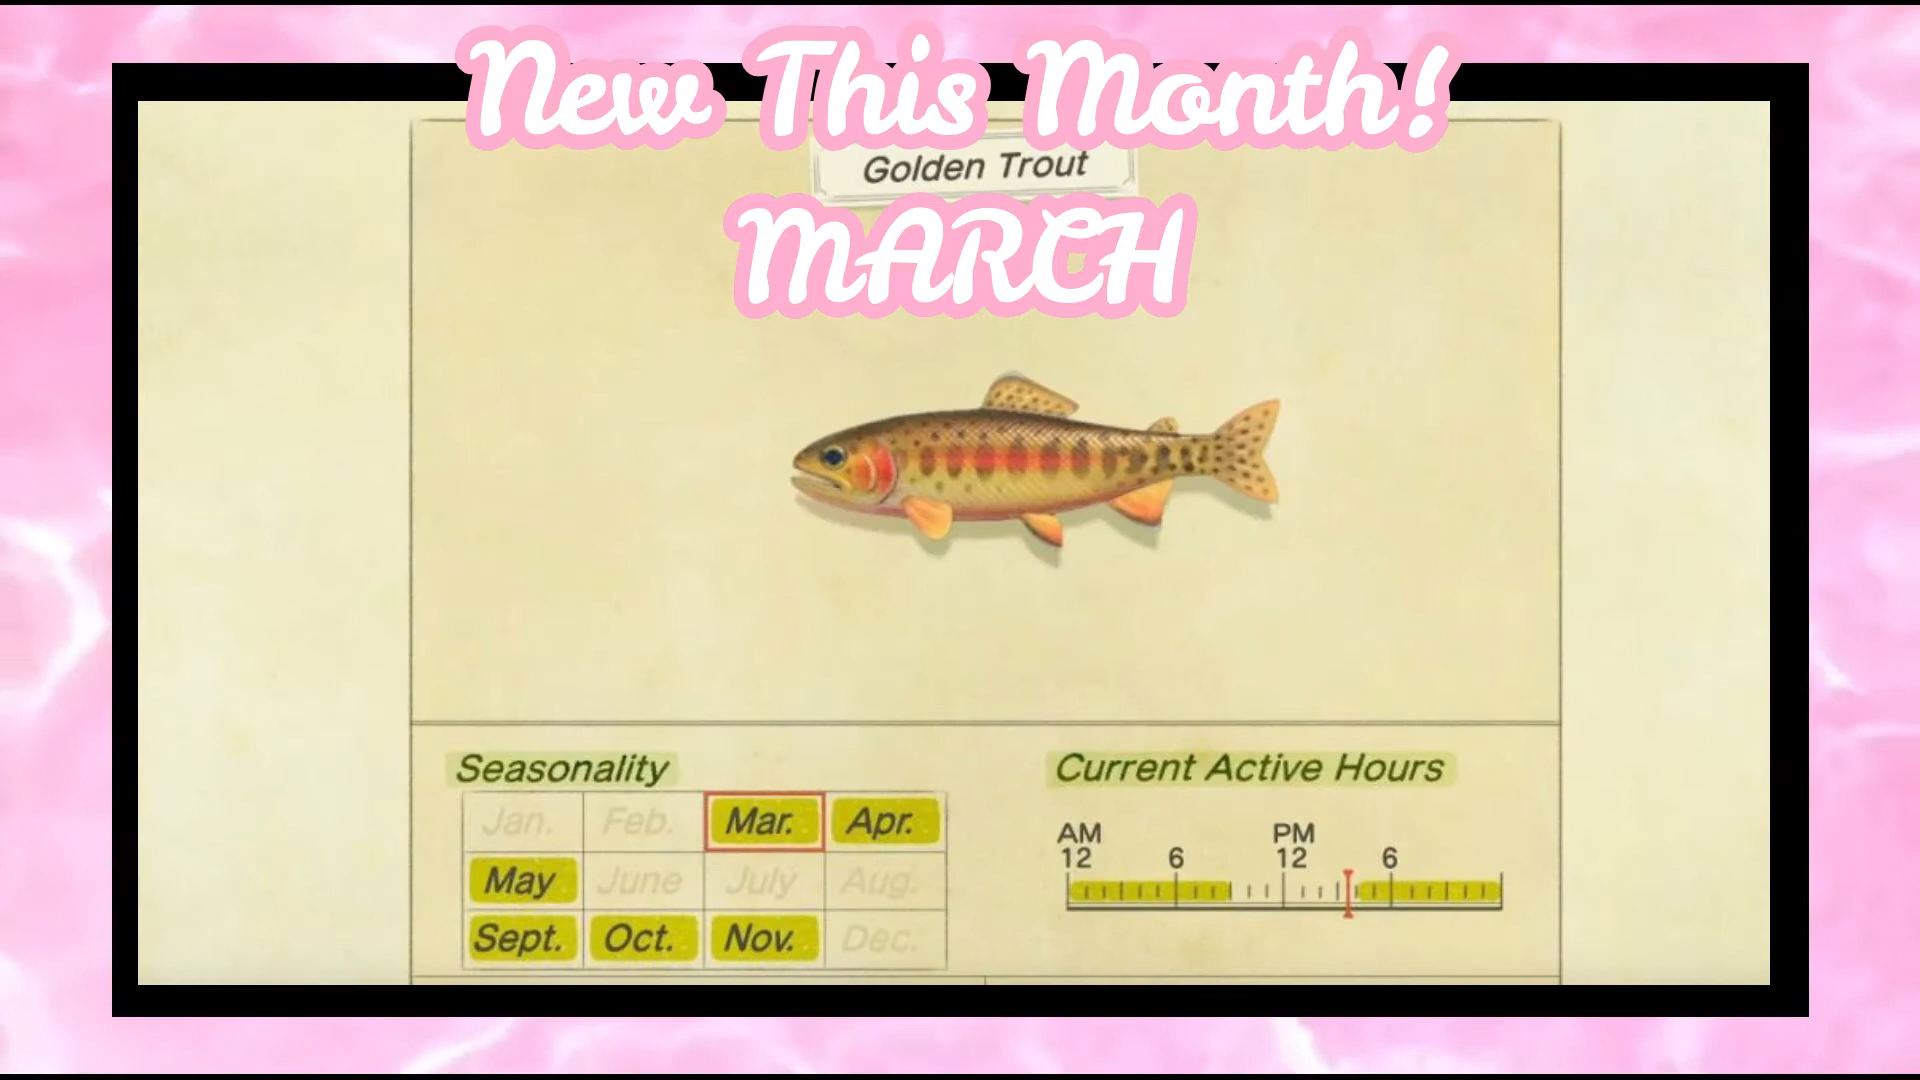 New This Month!
Golden Trout
MARCH
Seasonality
Jan. Feb. Mar. Apr.
May June July Aug.
Sept. Oct. Nov. Dec.
Current Active Hours
AM PM
12 6 12 6